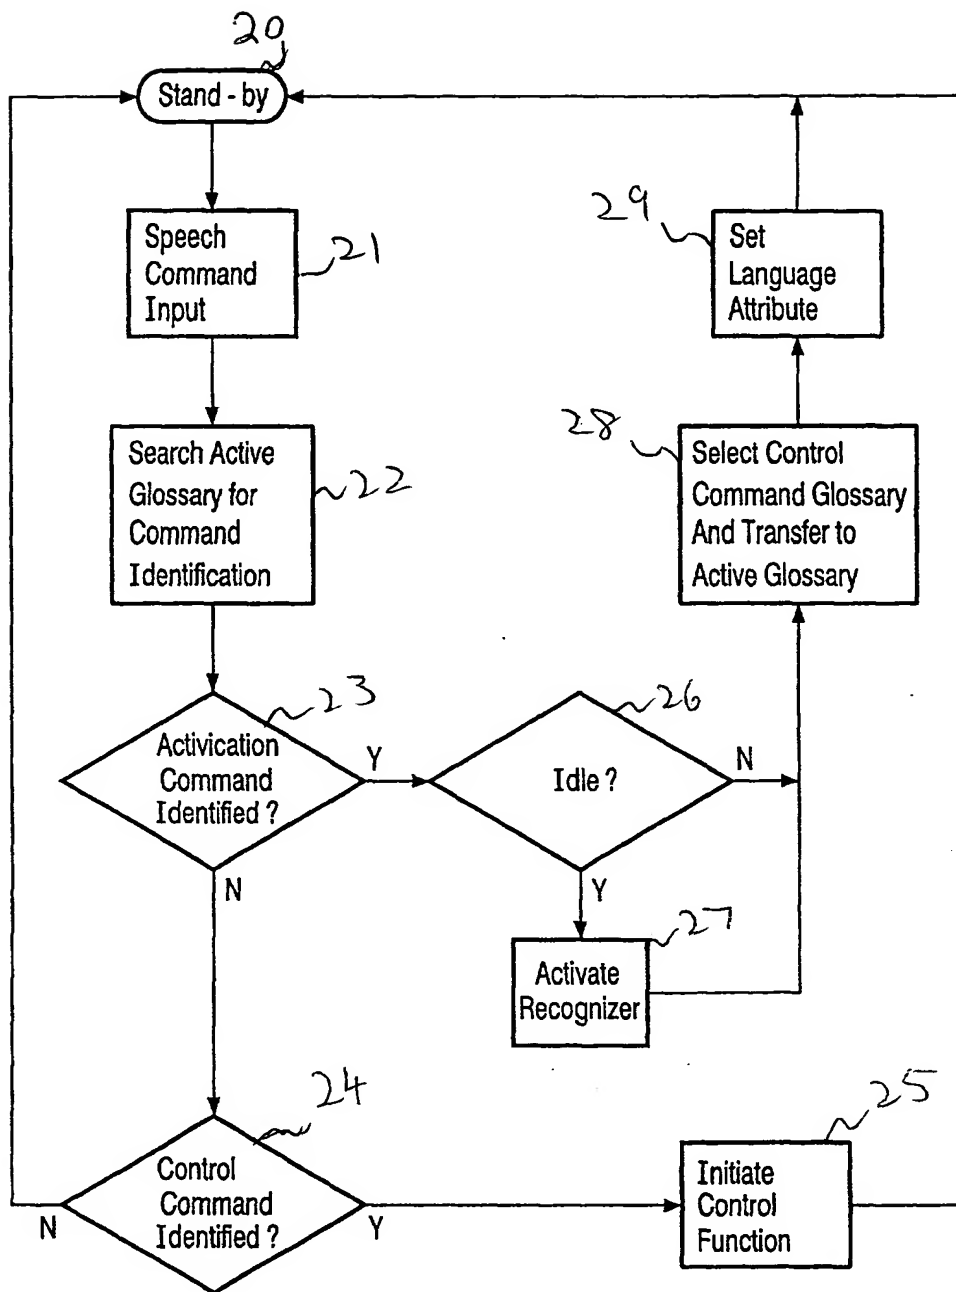 20
Stand - by
Speech
Command
Input
21
29
Set
Language
Attribute
Search Active
Glossary for
Command
Identification
22
28
Select Control
Command Glossary
And Transfer to
Active Glossary
23
Activication
Command
Identified ?
Y
N
26
Idle ?
N
Y
27
Activate
Recognizer
24
Control
Command
Identified ?
N
Y
25
Initiate
Control
Function